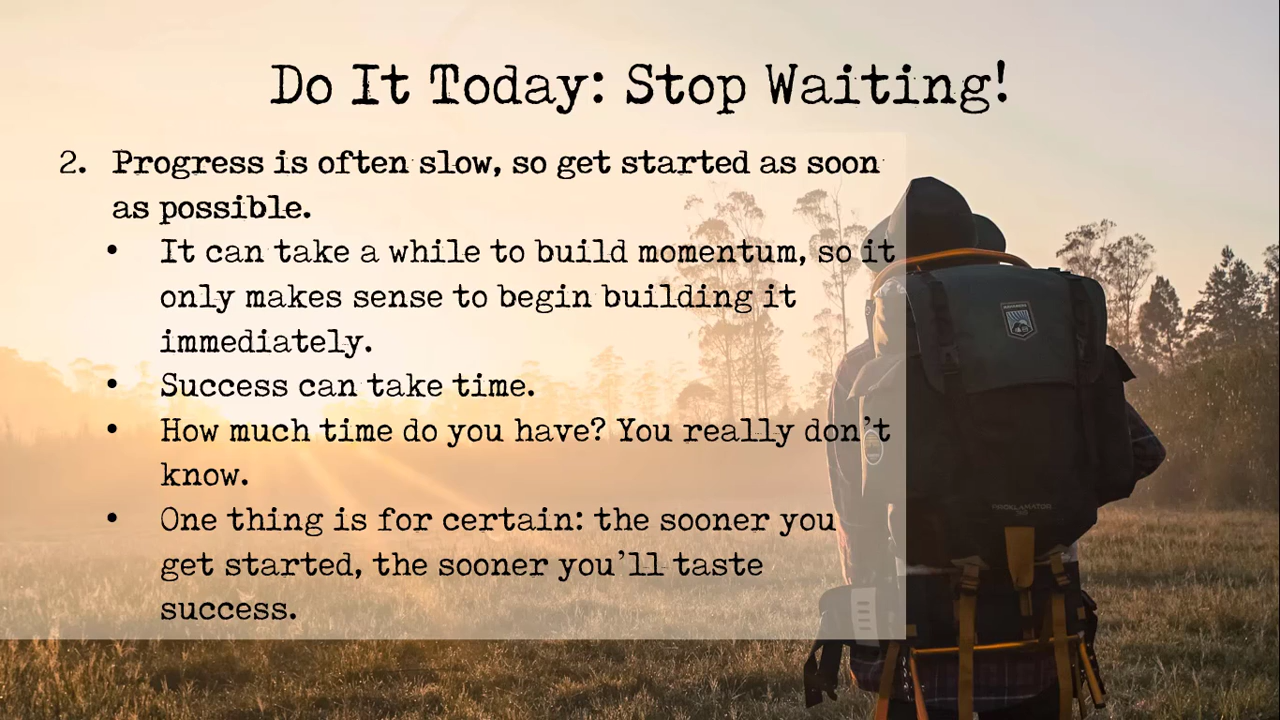 Do It Today: Stop Waiting!
2. Progress is often slow, so get started as soon
as possible.
• It can take a while to build momentum, so it
only makes sense to begin building it
immediately.
• Success can take time.
• How much time do you have? You really don't
know.
• One thing is for certain: the sooner you
get started, the sooner you'll taste
success.